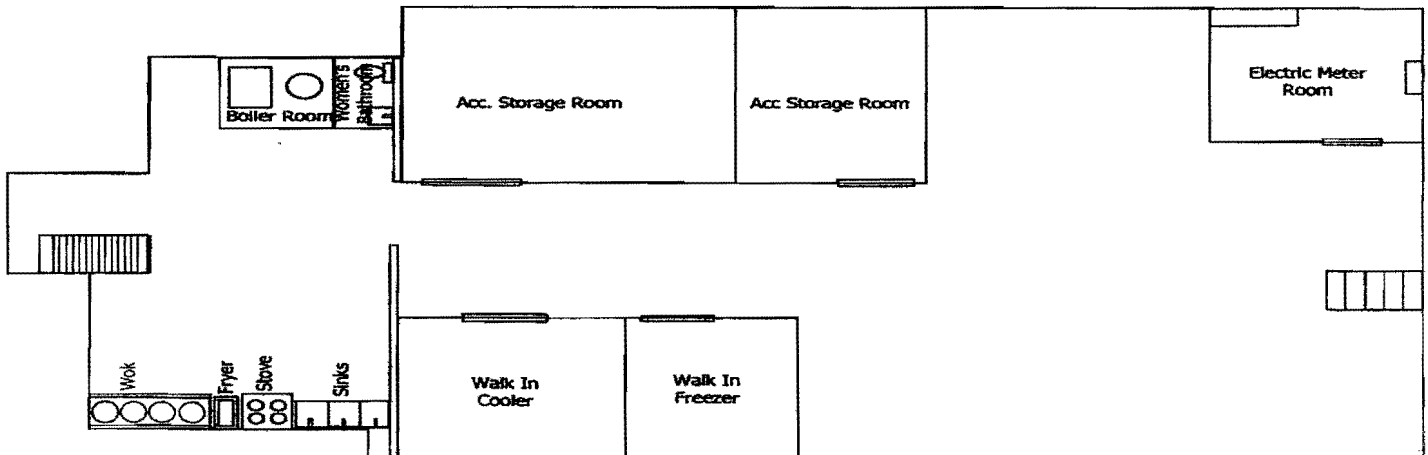 Electric Meter
Room
Women's
Bathroom
Acc. Storage Room
Acc Storage Room
Boiler Room
Wok
Fryer
Stove
Sinks
Walk In
Cooler
Walk In
Freezer